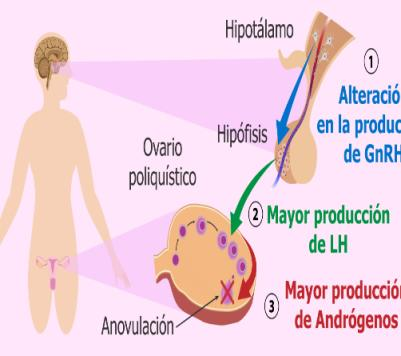 Hipotálamo
1
Alteració
en la produc
de GnRH
Hipófisis
Ovario
poliquístico
2 Mayor producción
de LH
3 Mayor producción
de Andrógenos
Anovulación